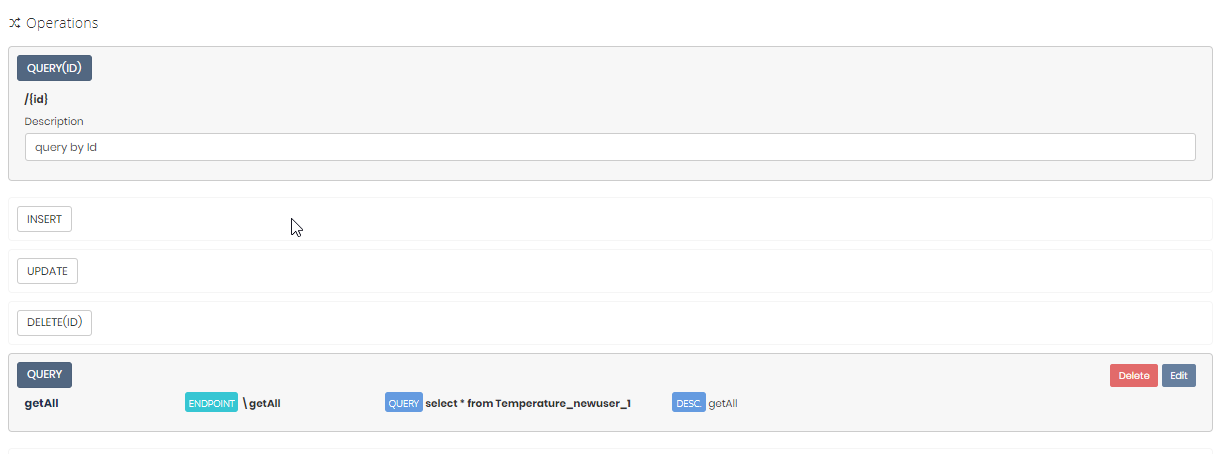 Operations
QUERY(ID)
/{id}
Description
query by Id
INSERT
UPDATE
DELETE(ID)
QUERY Delete Edit
getAll ENDPOINT \getAll QUERY select * from Temperature_newuser_1 DESC. getAll